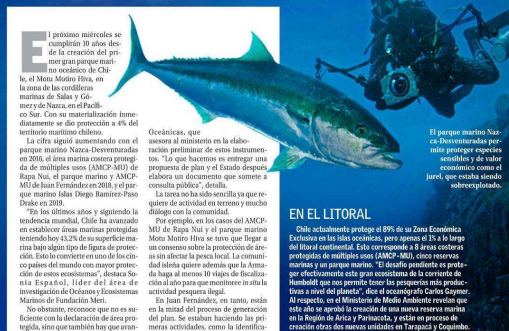 El próximo miércoles se
cumplirán 10 años des-
de la creación del pri-
mer gran parque mari-
no oceánico de Chi-
le, el Motu Motiro Hiva, en
la zona de las cordilleras
marinas de Salas y Gó-
mez y de Nazca, en el Pacífi-
co Sur. Con su materialización inme-
diatamente se dio protección a 4% del
territorio marítimo chileno.
La cifra siguió aumentando con el
parque marino Nazca-Desventuradas
en 2016, el área marina costera protegi-
da de múltiples usos (AMCP-MU) de
Rapa Nui, el parque marino y AMCP-
MU de Juan Fernández en 2018, y el par-
que marino Islas Diego Ramírez-Paso
Drake en 2019.
"En los últimos años y siguiendo la
tendencia mundial, Chile ha avanzado
en establecer áreas marinas protegidas
teniendo hoy 43,2% de su superficie ma-
rina bajo algún tipo de figura de protec-
ción. Esto lo convierte en uno de los cin-
co países del mundo con mayor protec-
ción de estos ecosistemas", destaca So-
nia Español, líder del área de
investigación de Océanos y Ecosistemas
Marinos de Fundación Meri.
No obstante, reconoce que no es su-
ficiente con la declaración de área pro-
tegida, sino que también hay que avan-
Oceánicas, que
asesora al ministerio en la elabo-
ración preliminar de estos instrumen-
tos. "Lo que hacemos es entregar una
propuesta de plan y el Estado después
elabora un documento que somete a
consulta pública", detalla.
La tarea no ha sido sencilla ya que re-
quiere de actividad en terreno y mucho
diálogo con la comunidad.
Por ejemplo, en los casos del AMCP-
MU de Rapa Nui y el parque marino
Motu Motiro Hiva se tuvo que llegar a
un consenso sobre la protección de áre-
as sin afectar la pesca local. La comuni-
dad isleña quiere además que la Arma-
da haga al menos 10 viajes de fiscaliza-
ción al año para que monitoree in situ la
actividad pesquera ilegal.
En Juan Fernández, en tanto, están
en la mitad del proceso de generación
del plan. Se estaban haciendo las pri-
meras actividades, como la identifica-
El parque marino Naz-
ca-Desventuradas per-
mite proteger especies
sensibles y de valor
económico como el
jurel, que estaba siendo
sobreexplotado.
EN EL LITORAL
Chile actualmente protege el 89% de su Zona Económica
Exclusiva en las islas oceánicas, pero apenas el 1% a lo largo
del litoral continental. Esto corresponde a 8 áreas costeras
protegidas de múltiples usos (AMCP-MU), cinco reservas
marinas y un parque marino. "El desafío pendiente es prote-
ger efectivamente este gran ecosistema de la corriente de
Humboldt que nos permite tener las pesquerías más produc-
tivas a nivel del planeta", dice el oceanógrafo Carlos Gaymer.
Al respecto, en el Ministerio de Medio Ambiente revelan que
este año se aprobó la creación de una nueva reserva marina
en la Región de Arica y Parinacota, y están en proceso de
creación otras dos nuevas unidades en Tarapacá y Coquimbo.